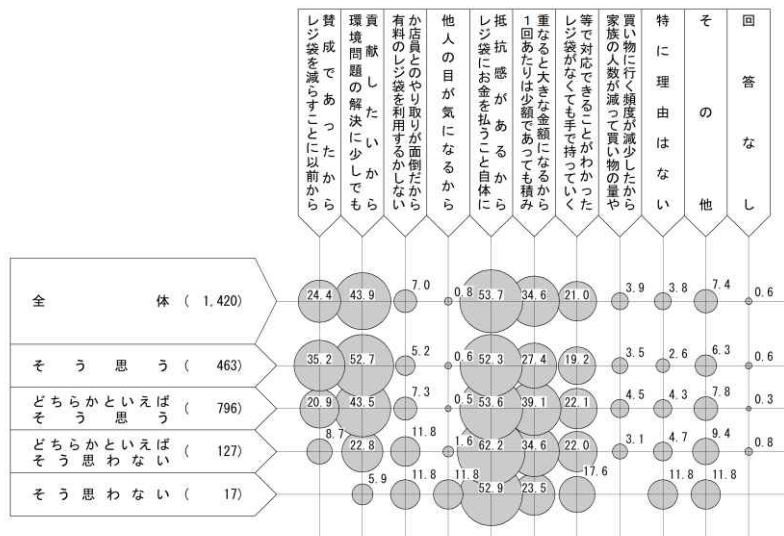 レジ袋を減らすことに以前から
賛成であったから
環境問題の解決に少しでも
貢献したいから
有料のレジ袋を利用するかしない
か店員とのやり取りが面倒だから
他人の目が気になるから
レジ袋にお金を払うこと自体に
抵抗感があるから
1回あたりは少額であっても積み
重なると大きな金額になるから
レジ袋がなくても手で持っていく
等で対応できることがわかった
家族の人数が減って買い物の量や
買い物に行く頻度が減少したから
特に理由はない
その他
回答なし
全体 ( 1,420) 24.4 43.9 7.0 0.8 53.7 34.6 21.0 3.9 3.8 7.4 0.6
そう思う ( 463) 35.2 52.7 5.2 0.6 52.3 27.4 19.2 3.5 2.6 6.3 0.6
どちらかといえば
そう思う ( 796) 20.9 43.5 7.3 0.5 53.6 39.1 22.1 4.5 4.3 7.8 0.3
どちらかといえば
そう思わない ( 127) 8.7 22.8 11.8 1.6 62.2 34.6 22.0 3.1 4.7 9.4 0.8
そう思わない ( 17) 5.9 11.8 11.8 52.9 23.5 17.6 11.8 11.8